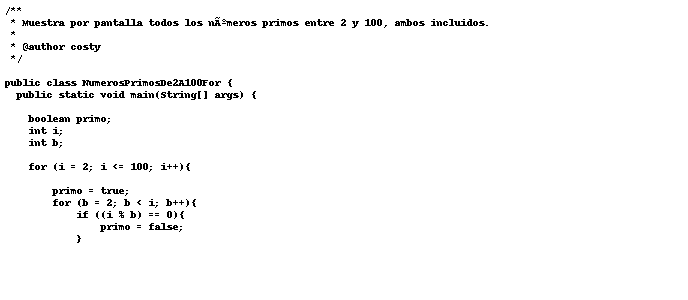 /**
 * Muestra por pantalla todos los nÃºmeros primos entre 2 y 100, ambos incluidos.
 *
 * @author costy
 */
public class NumerosPrimosDe2A100For {
  public static void main(String[] args) {
    boolean primo;
    int i;
    int b;
    for (i = 2; i <= 100; i++){
        primo = true;
        for (b = 2; b < i; b++){
            if ((i % b) == 0){
                primo = false;
            }